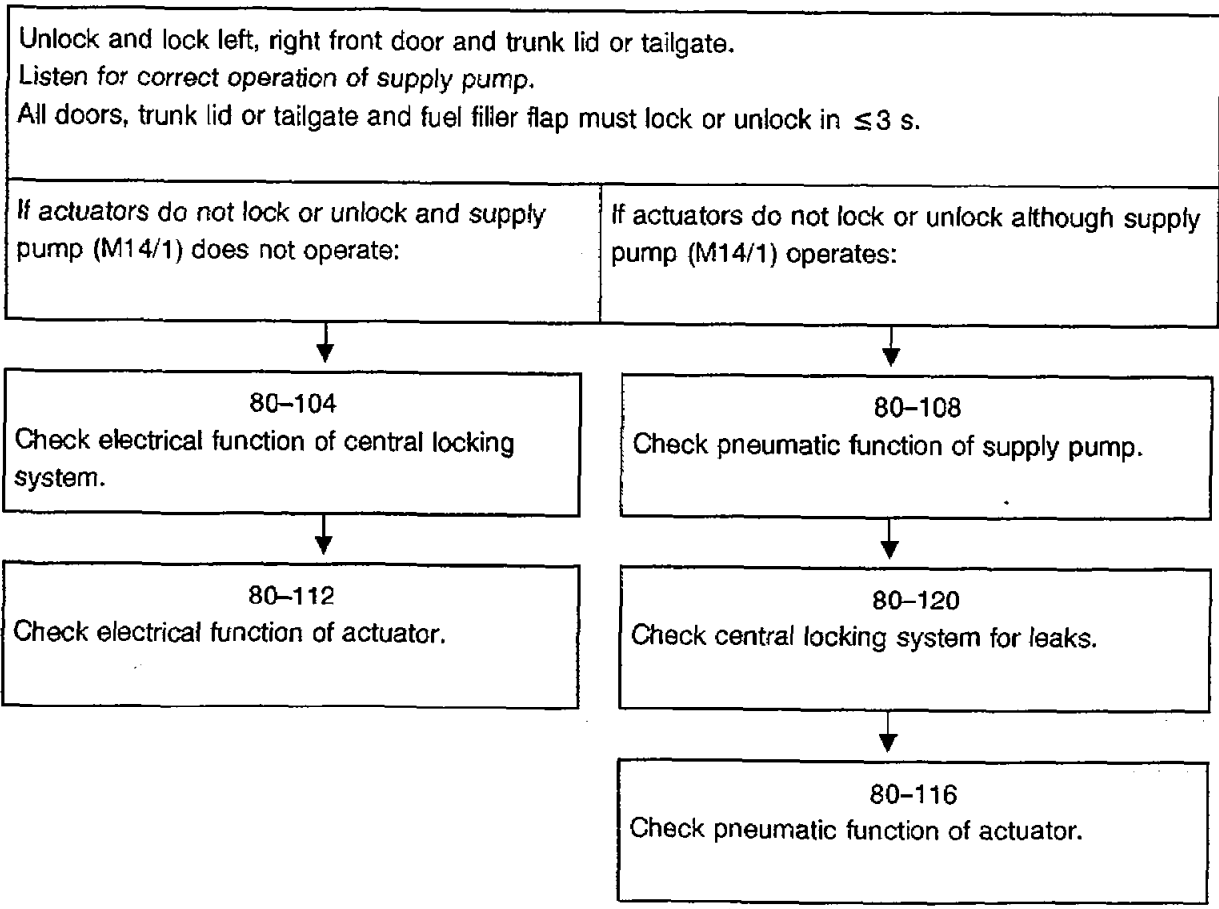 Unlock and lock left, right front door and trunk lid or tailgate.
Listen for correct operation of supply pump.
All doors, trunk lid or tailgate and fuel filler flap must lock or unlock in ≤3 s.
If actuators do not lock or unlock and supply
pump (M14/1) does not operate:
If actuators do not lock or unlock although supply
pump (M14/1) operates:
80–104
Check electrical function of central locking
system.
80–112
Check electrical function of actuator.
80–108
Check pneumatic function of supply pump.
80–120
Check central locking system for leaks.
80–116
Check pneumatic function of actuator.